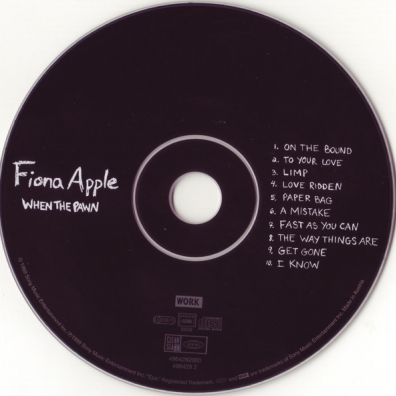 Fiona Apple
WHEN THE PAWN
1. ON THE BOUND
2. TO YOUR LOVE
3. LIMP
4. LOVE RIDDEN
5. PAPER BAG
6. A MISTAKE
7. FAST AS YOU CAN
8. THE WAY THINGS ARE
9. GET GONE
10. I KNOW
WORK